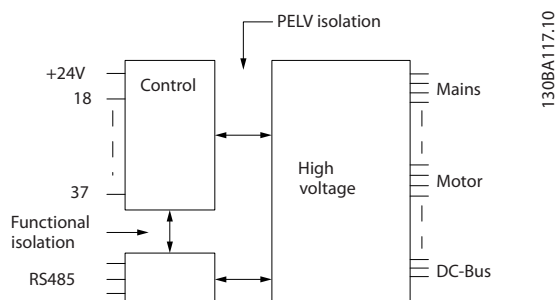 PELV isolation
130BA117.10
+24V
Control
18
Mains
High
voltage
Motor
37
Functional
isolation
RS485
DC-Bus